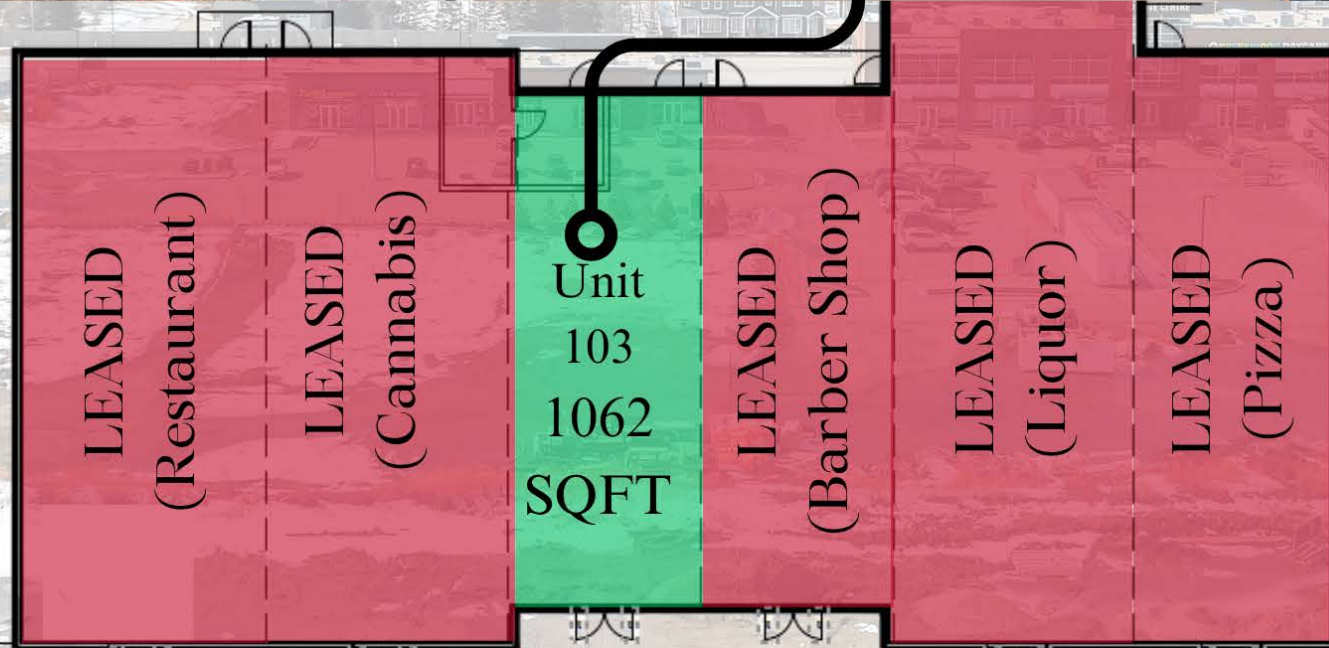 LEASED
(Restaurant)
LEASED
(Cannabis)
Unit
103
1062
SQFT
LEASED
(Barber Shop)
LEASED
(Liquor)
LEASED
(Pizza)